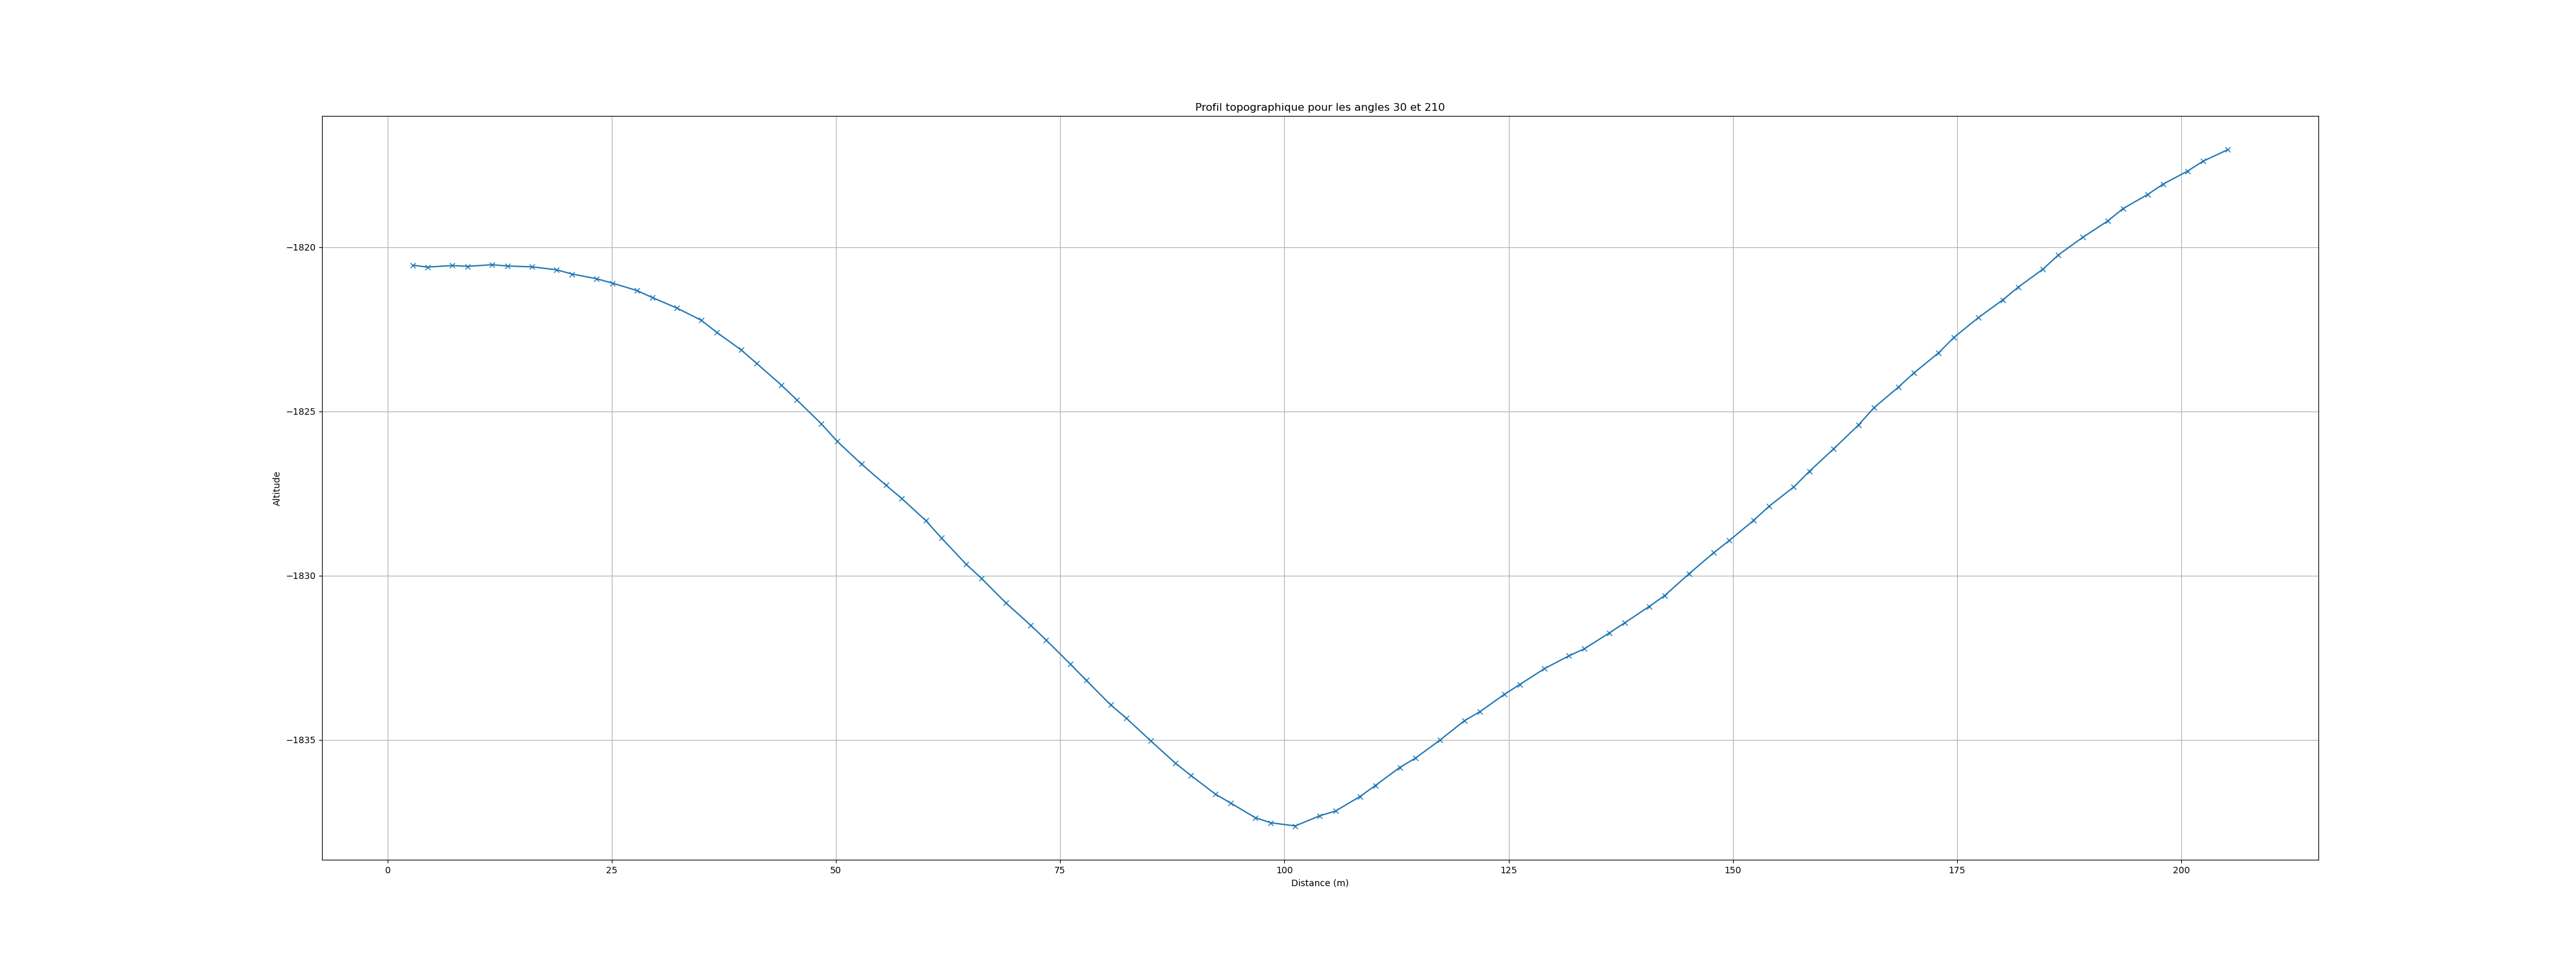 Profil topographique pour les angles 30 et 210
−1820
−1825
−1830
−1835
Altitude
0 25 50 75 100 125 150 175 200
Distance (m)